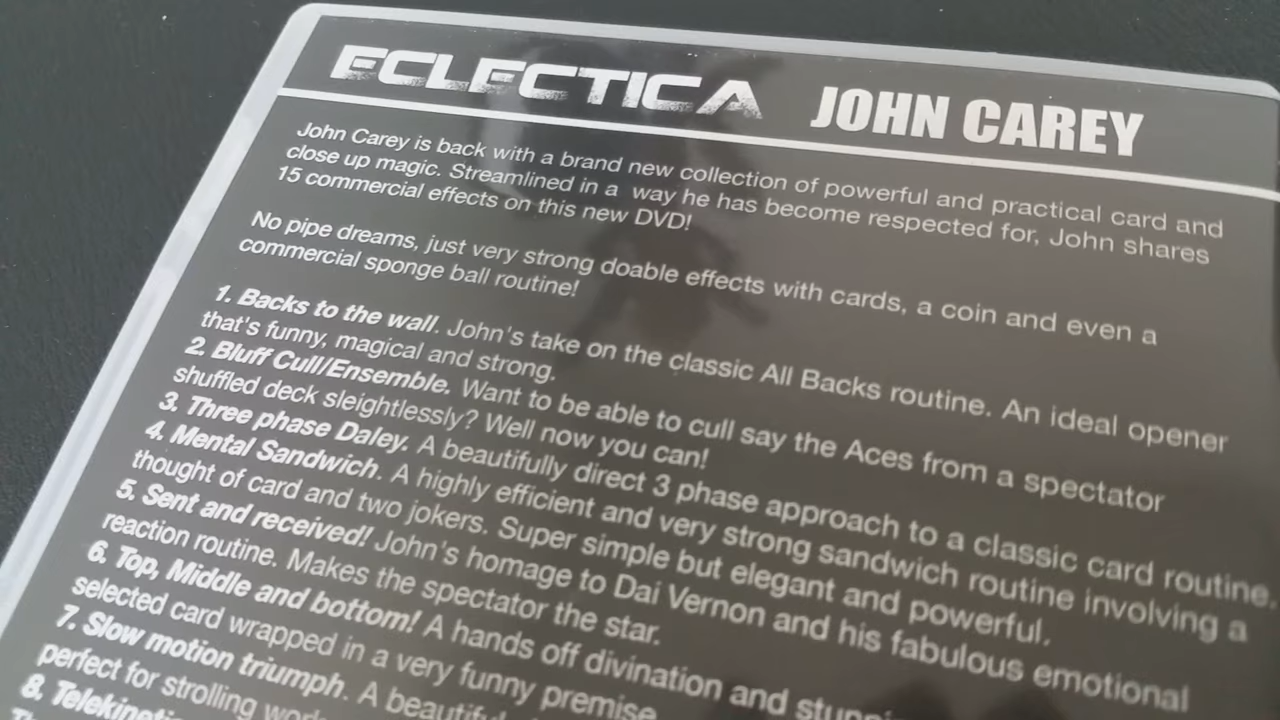 ECLECTICA JOHN CAREY
John Carey is back with a brand new collection of powerful and practical card and
close up magic. Streamlined in a way he has become respected for, John shares
15 commercial effects on this new DVD!
No pipe dreams, just very strong doable effects with cards, a coin and even a
commercial sponge ball routine!
1. Backs to the wall. John's take on the classic All Backs routine. An ideal opener
that's funny, magical and strong.
2. Bluff Cull/Ensemble. Want to be able to cull say the Aces from a spectator
shuffled deck sleightlessly? Well now you can!
3. Three phase Daley. A beautifully direct 3 phase approach to a classic card routine.
4. Mental Sandwich. A highly efficient and very strong sandwich routine involving a
thought of card and two jokers. Super simple but elegant and powerful.
5. Sent and received! John's homage to Dai Vernon and his fabulous emotional
reaction routine. Makes the spectator the star.
6. Top, Middle and bottom! A hands off divination and
selected card wrapped in a very funny premise
7. Slow motion triumph. A
perfect for strolling
8.